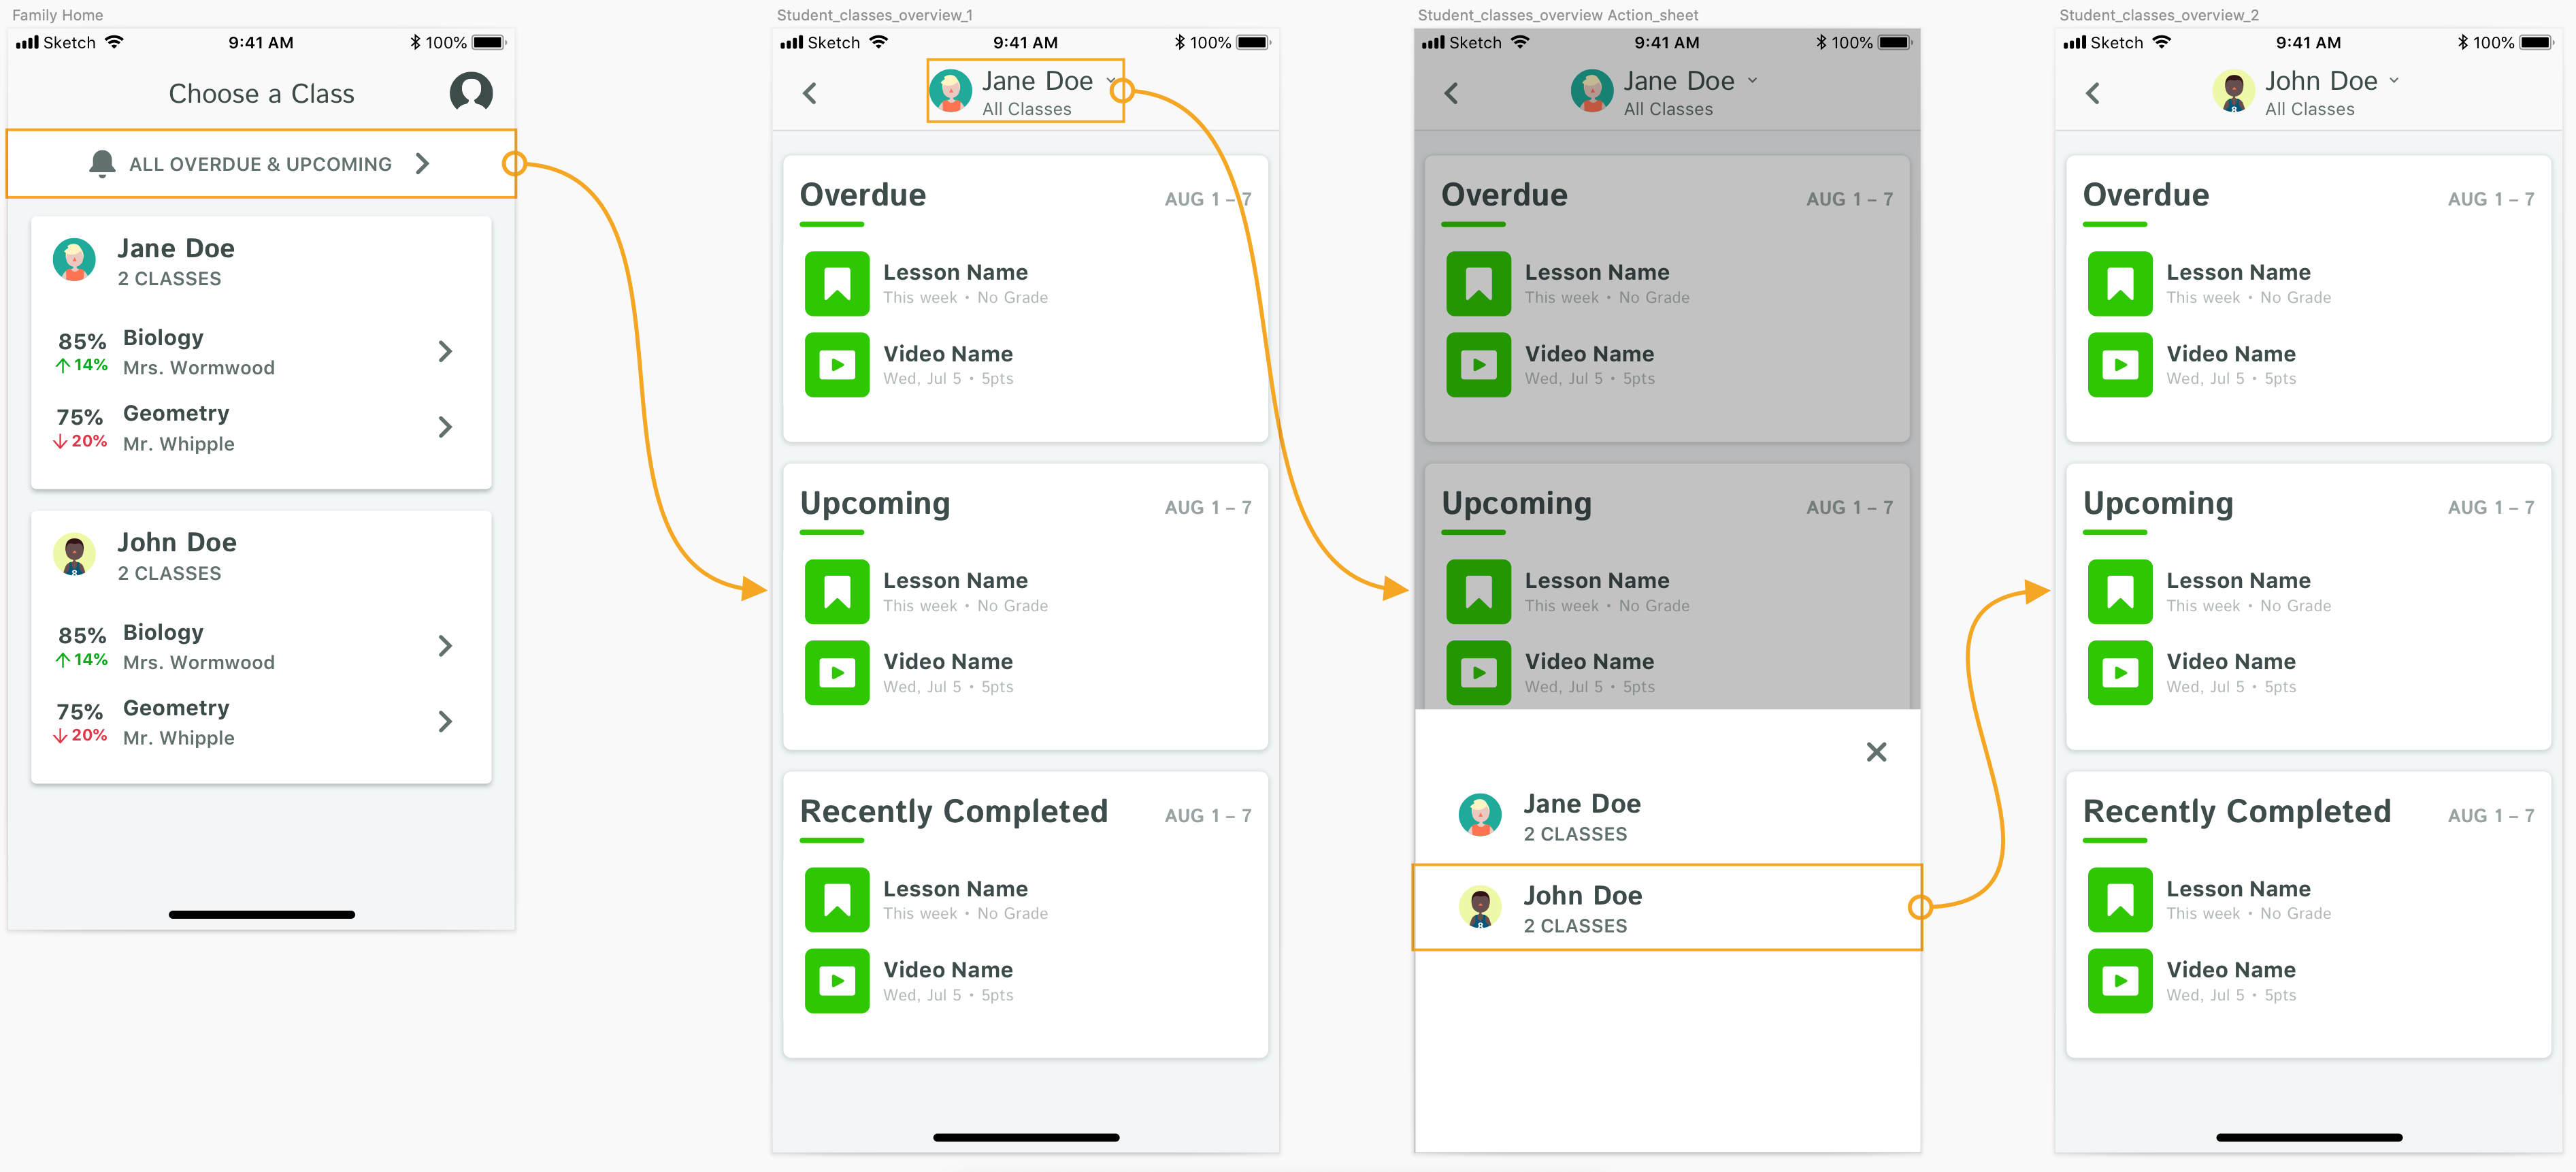 Family Home
Sketch 9:41 AM 100%
Choose a Class
ALL OVERDUE & UPCOMING
Jane Doe
2 CLASSES
85% Biology
14% Mrs. Wormwood
75% Geometry
20% Mr. Whipple
John Doe
2 CLASSES
85% Biology
14% Mrs. Wormwood
75% Geometry
20% Mr. Whipple
Student_classes_overview_1
Sketch 9:41 AM 100%
Jane Doe
All Classes
Overdue AUG 1 – 7
Lesson Name
This week • No Grade
Video Name
Wed, Jul 5 • 5pts
Upcoming AUG 1 – 7
Lesson Name
This week • No Grade
Video Name
Wed, Jul 5 • 5pts
Recently Completed AUG 1 – 7
Lesson Name
This week • No Grade
Video Name
Wed, Jul 5 • 5pts
Student_classes_overview Action_sheet
Sketch 9:41 AM 100%
Jane Doe
All Classes
Overdue AUG 1 – 7
Lesson Name
This week • No Grade
Video Name
Wed, Jul 5 • 5pts
Upcoming AUG 1 – 7
Lesson Name
This week • No Grade
Video Name
Wed, Jul 5 • 5pts
Jane Doe
2 CLASSES
John Doe
2 CLASSES
Student_classes_overview_2
Sketch 9:41 AM 100%
John Doe
All Classes
Overdue AUG 1 – 7
Lesson Name
This week • No Grade
Video Name
Wed, Jul 5 • 5pts
Upcoming AUG 1 – 7
Lesson Name
This week • No Grade
Video Name
Wed, Jul 5 • 5pts
Recently Completed AUG 1 – 7
Lesson Name
This week • No Grade
Video Name
Wed, Jul 5 • 5pts